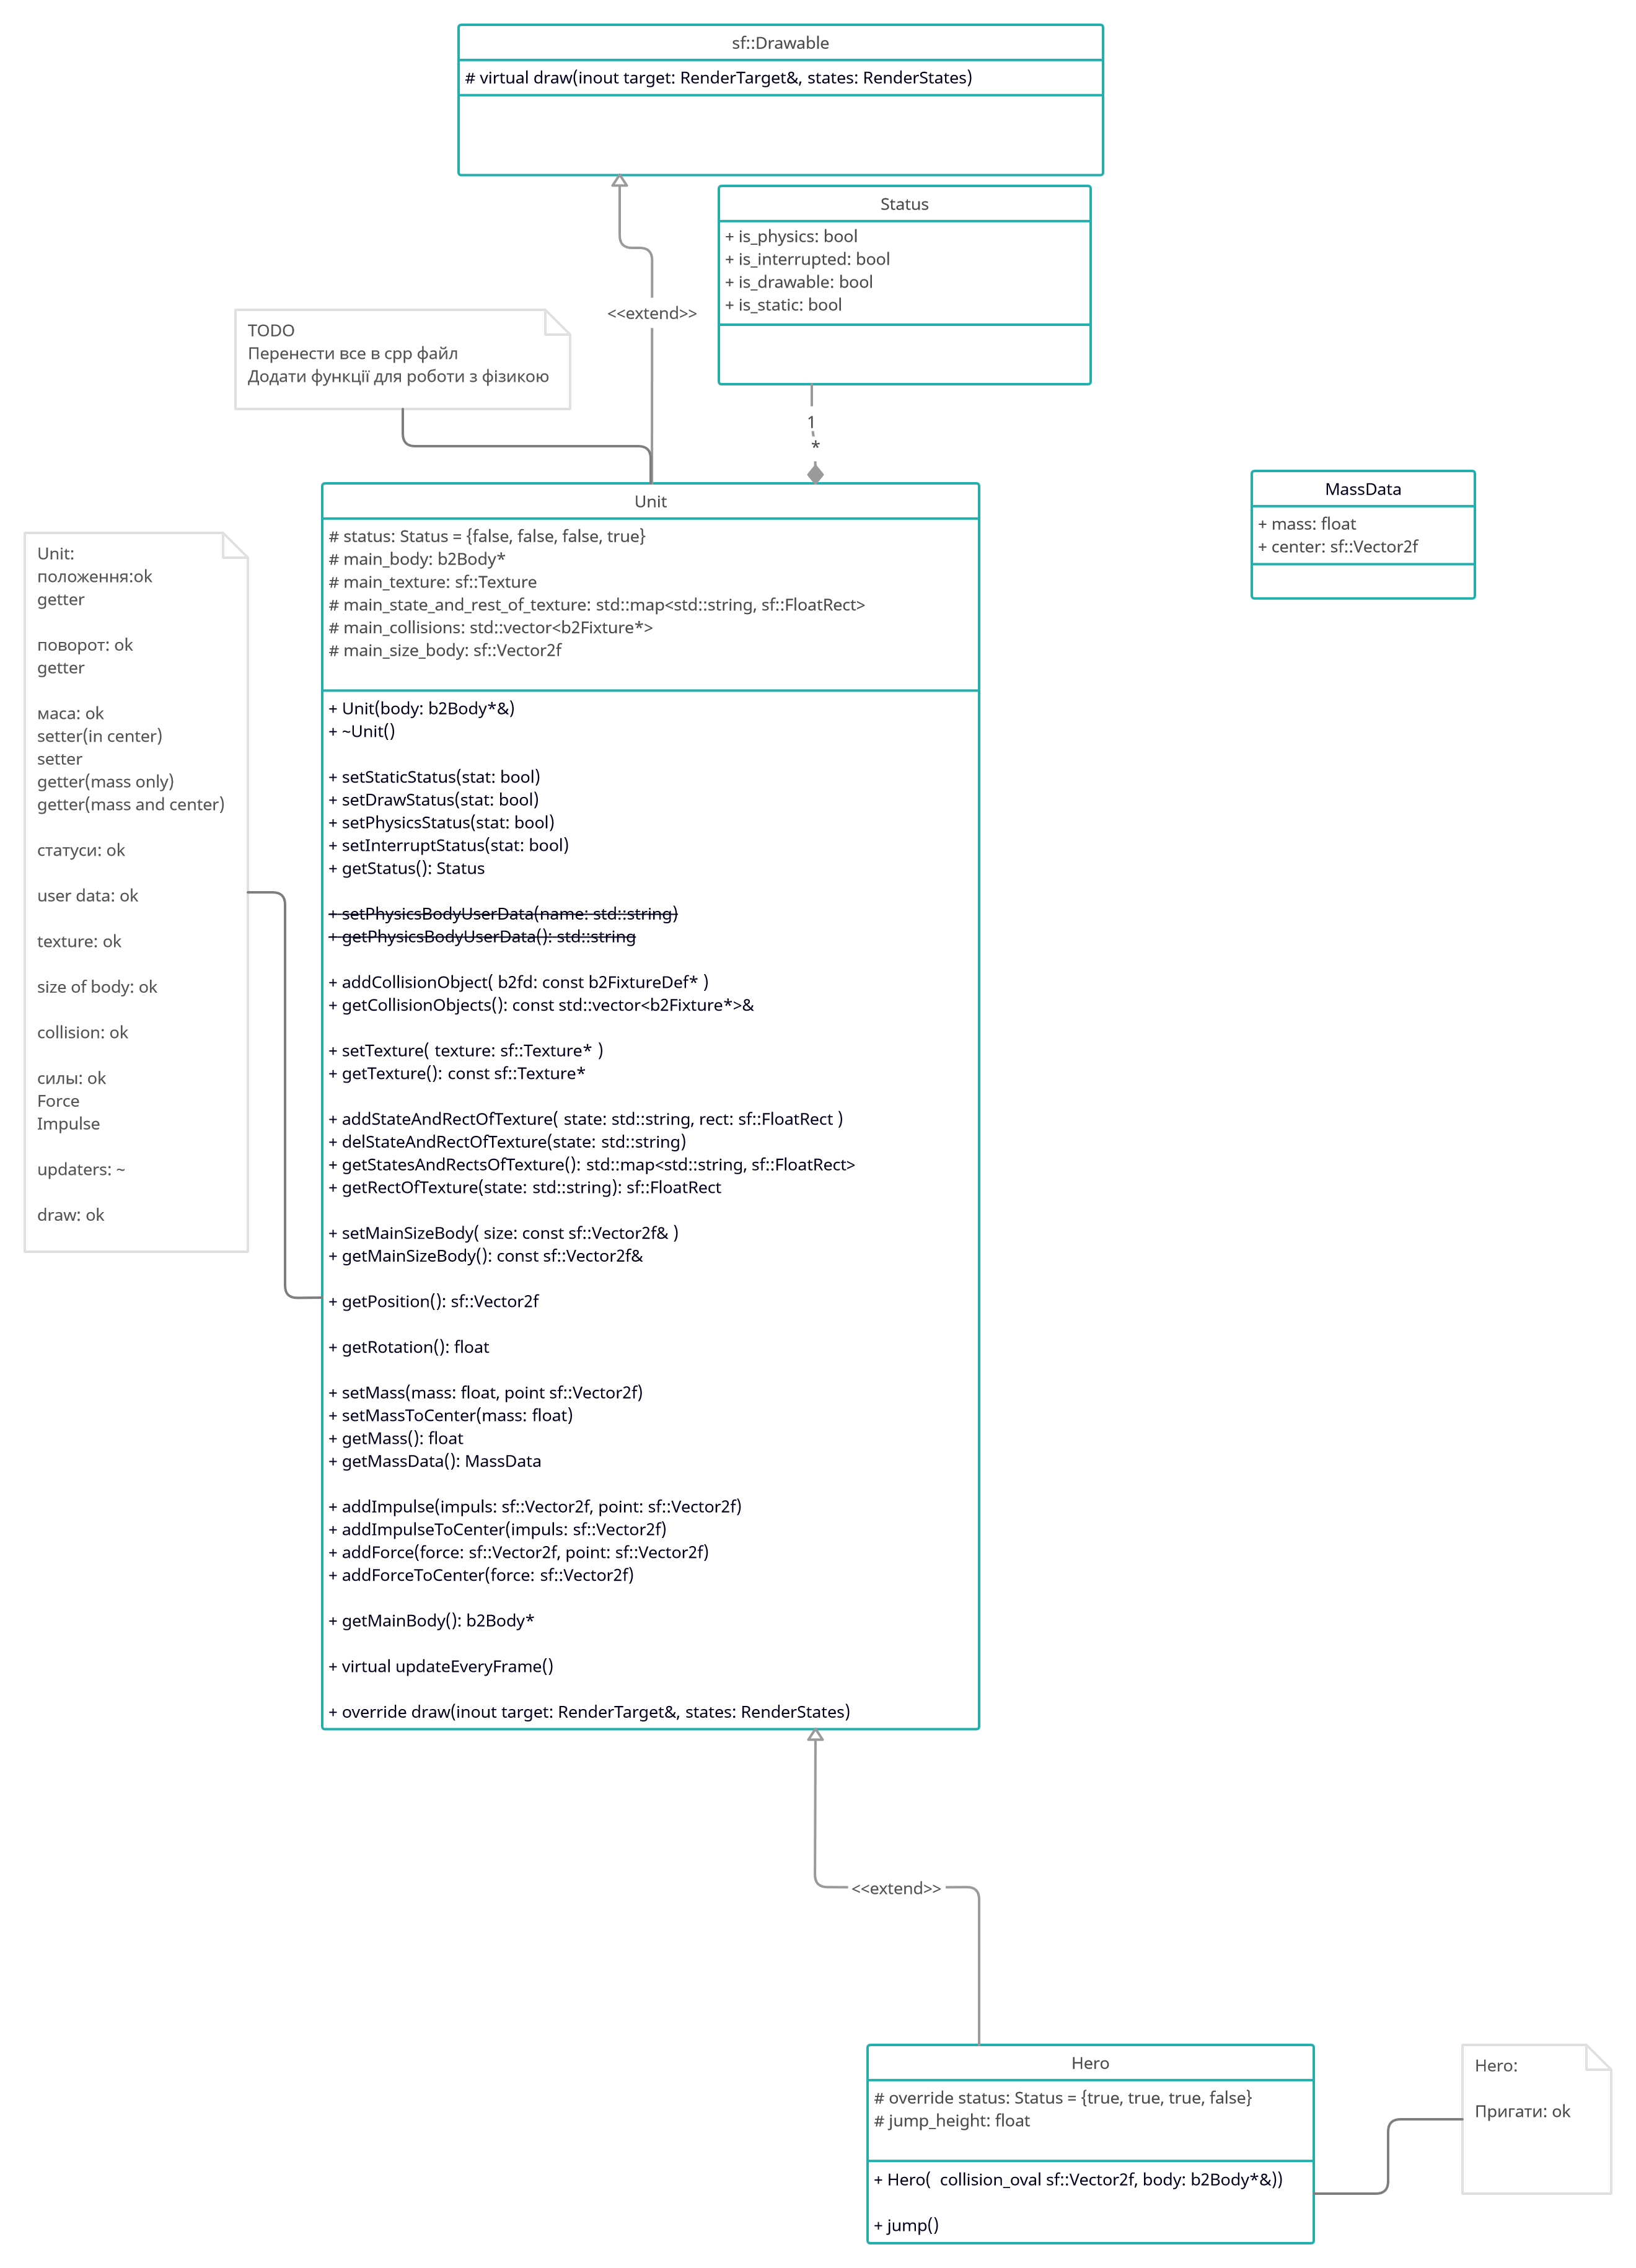 sf::Drawable
# virtual draw(inout target: RenderTarget&, states: RenderStates)
Status
+ is_physics: bool
+ is_interrupted: bool
+ is_drawable: bool
+ is_static: bool
<<extend>>
TODO
Перенести все в cpp файл
Додати функції для роботи з фізикою
1
*
MassData
+ mass: float
+ center: sf::Vector2f
Unit:
положення:ok
getter
поворот: ok
getter
маса: ok
setter(in center)
setter
getter(mass only)
getter(mass and center)
статуси: ok
user data: ok
texture: ok
size of body: ok
collision: ok
силы: ok
Force
Impulse
updaters: ~
draw: ok
Unit
# status: Status = {false, false, false, true}
# main_body: b2Body*
# main_texture: sf::Texture
# main_state_and_rest_of_texture: std::map<std::string, sf::FloatRect>
# main_collisions: std::vector<b2Fixture*>
# main_size_body: sf::Vector2f
+ Unit(body: b2Body*&)
+ ~Unit()
+ setStaticStatus(stat: bool)
+ setDrawStatus(stat: bool)
+ setPhysicsStatus(stat: bool)
+ setInterruptStatus(stat: bool)
+ getStatus(): Status
+ setPhysicsBodyUserData(name: std::string)
+ getPhysicsBodyUserData(): std::string
+ addCollisionObject( b2fd: const b2FixtureDef* )
+ getCollisionObjects(): const std::vector<b2Fixture*>&
+ setTexture( texture: sf::Texture* )
+ getTexture(): const sf::Texture*
+ addStateAndRectOfTexture( state: std::string, rect: sf::FloatRect )
+ delStateAndRectOfTexture(state: std::string)
+ getStatesAndRectsOfTexture(): std::map<std::string, sf::FloatRect>
+ getRectOfTexture(state: std::string): sf::FloatRect
+ setMainSizeBody( size: const sf::Vector2f& )
+ getMainSizeBody(): const sf::Vector2f&
+ getPosition(): sf::Vector2f
+ getRotation(): float
+ setMass(mass: float, point sf::Vector2f)
+ setMassToCenter(mass: float)
+ getMass(): float
+ getMassData(): MassData
+ addImpulse(impuls: sf::Vector2f, point: sf::Vector2f)
+ addImpulseToCenter(impuls: sf::Vector2f)
+ addForce(force: sf::Vector2f, point: sf::Vector2f)
+ addForceToCenter(force: sf::Vector2f)
+ getMainBody(): b2Body*
+ virtual updateEveryFrame()
+ override draw(inout target: RenderTarget&, states: RenderStates)
<<extend>>
Hero
# override status: Status = {true, true, true, false}
# jump_height: float
+ Hero(  collision_oval sf::Vector2f, body: b2Body*&))
+ jump()
Hero:
Пригати: ok